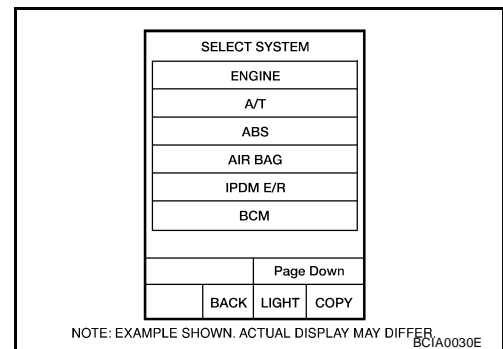 SELECT SYSTEM
ENGINE
A/T
ABS
AIR BAG
IPDM E/R
BCM
Page Down
BACK LIGHT COPY
NOTE: EXAMPLE SHOWN. ACTUAL DISPLAY MAY DIFFER.
BCIA0030E